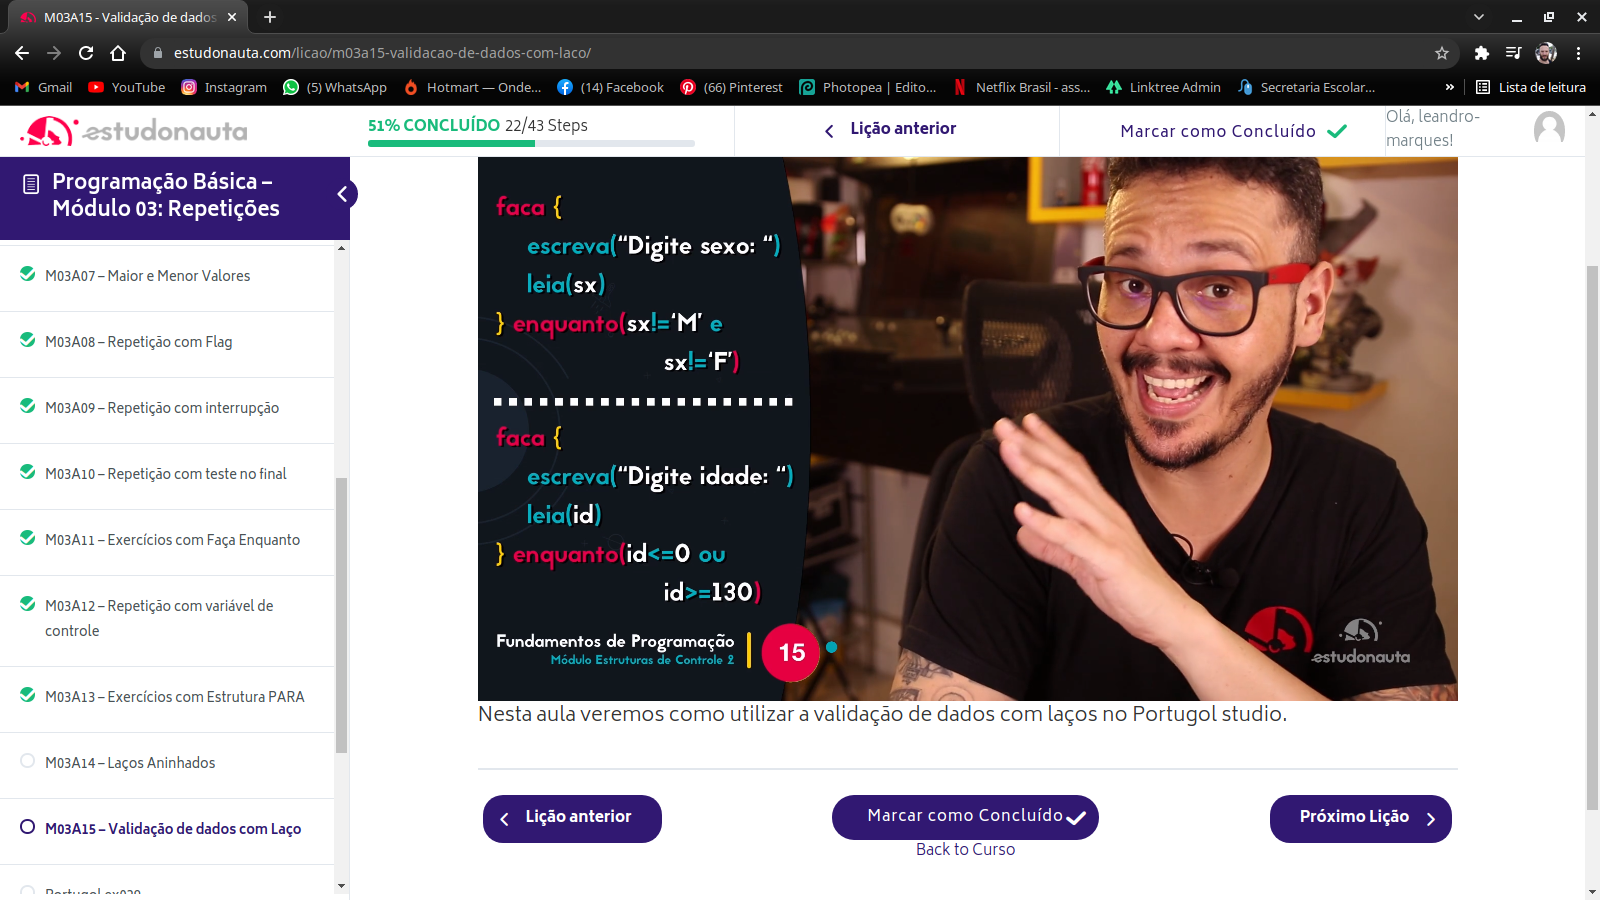 M03A15 - Validação de dados
estudonauta.com/licao/m03a15-validacao-de-dados-com-laco/
Gmail YouTube Instagram (5) WhatsApp Hotmart — Onde... (14) Facebook (66) Pinterest Photopea | Edito... Netflix Brasil - ass... Linktree Admin Secretaria Escolar... » Lista de leitura
estudonauta
51% CONCLUÍDO 22/43 Steps
Lição anterior
Marcar como Concluído
Olá, leandro-
marques!
Programação Básica –
Módulo 03: Repetições
M03A07 – Maior e Menor Valores
M03A08 – Repetição com Flag
M03A09 – Repetição com interrupção
M03A10 – Repetição com teste no final
M03A11 – Exercícios com Faça Enquanto
M03A12 – Repetição com variável de
controle
M03A13 – Exercícios com Estrutura PARA
M03A14 – Laços Aninhados
M03A15 – Validação de dados com Laço
Portugol ex029
faca {
escreva(“Digite sexo: “)
leia(sx)
} enquanto(sx!=‘M’ e
sx!=‘F’)
faca {
escreva(“Digite idade: “)
leia(id)
} enquanto(id<=0 ou
id>=130)
Fundamentos de Programação
Módulo Estruturas de Controle 2
15
estudonauta
Nesta aula veremos como utilizar a validação de dados com laços no Portugol studio.
Lição anterior
Marcar como Concluído
Próximo Lição
Back to Curso